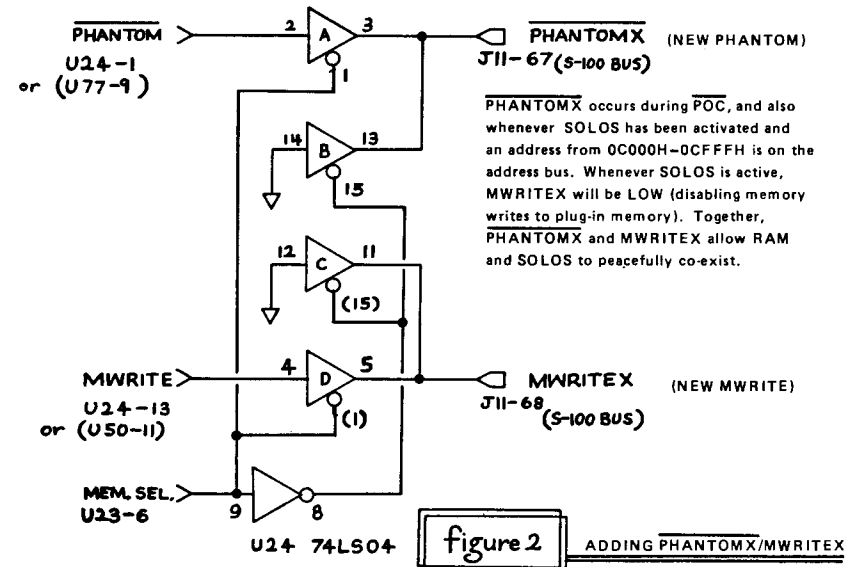 PHANTOM 2 A 3 PHANTOMX (NEW PHANTOM)
U24-1
or (U77-9)
1
J11-67 (S-100 BUS)
14 B 13
15
PHANTOMX occurs during POC, and also
whenever SOLOS has been activated and
an address from 0C000H-0CFFFH is on the
address bus. Whenever SOLOS is active,
MWRITEX will be LOW (disabling memory
writes to plug-in memory). Together,
PHANTOMX and MWRITEX allow RAM
and SOLOS to peacefully co-exist.
12 C 11
(15)
MWRITE 4 D 5 MWRITEX (NEW MWRITE)
U24-13
or (U50-11)
(1)
J11-68 (S-100 BUS)
MEM. SEL.
U23-6
9 8
U24 74LS04
figure 2
ADDING PHANTOMX/MWRITEX